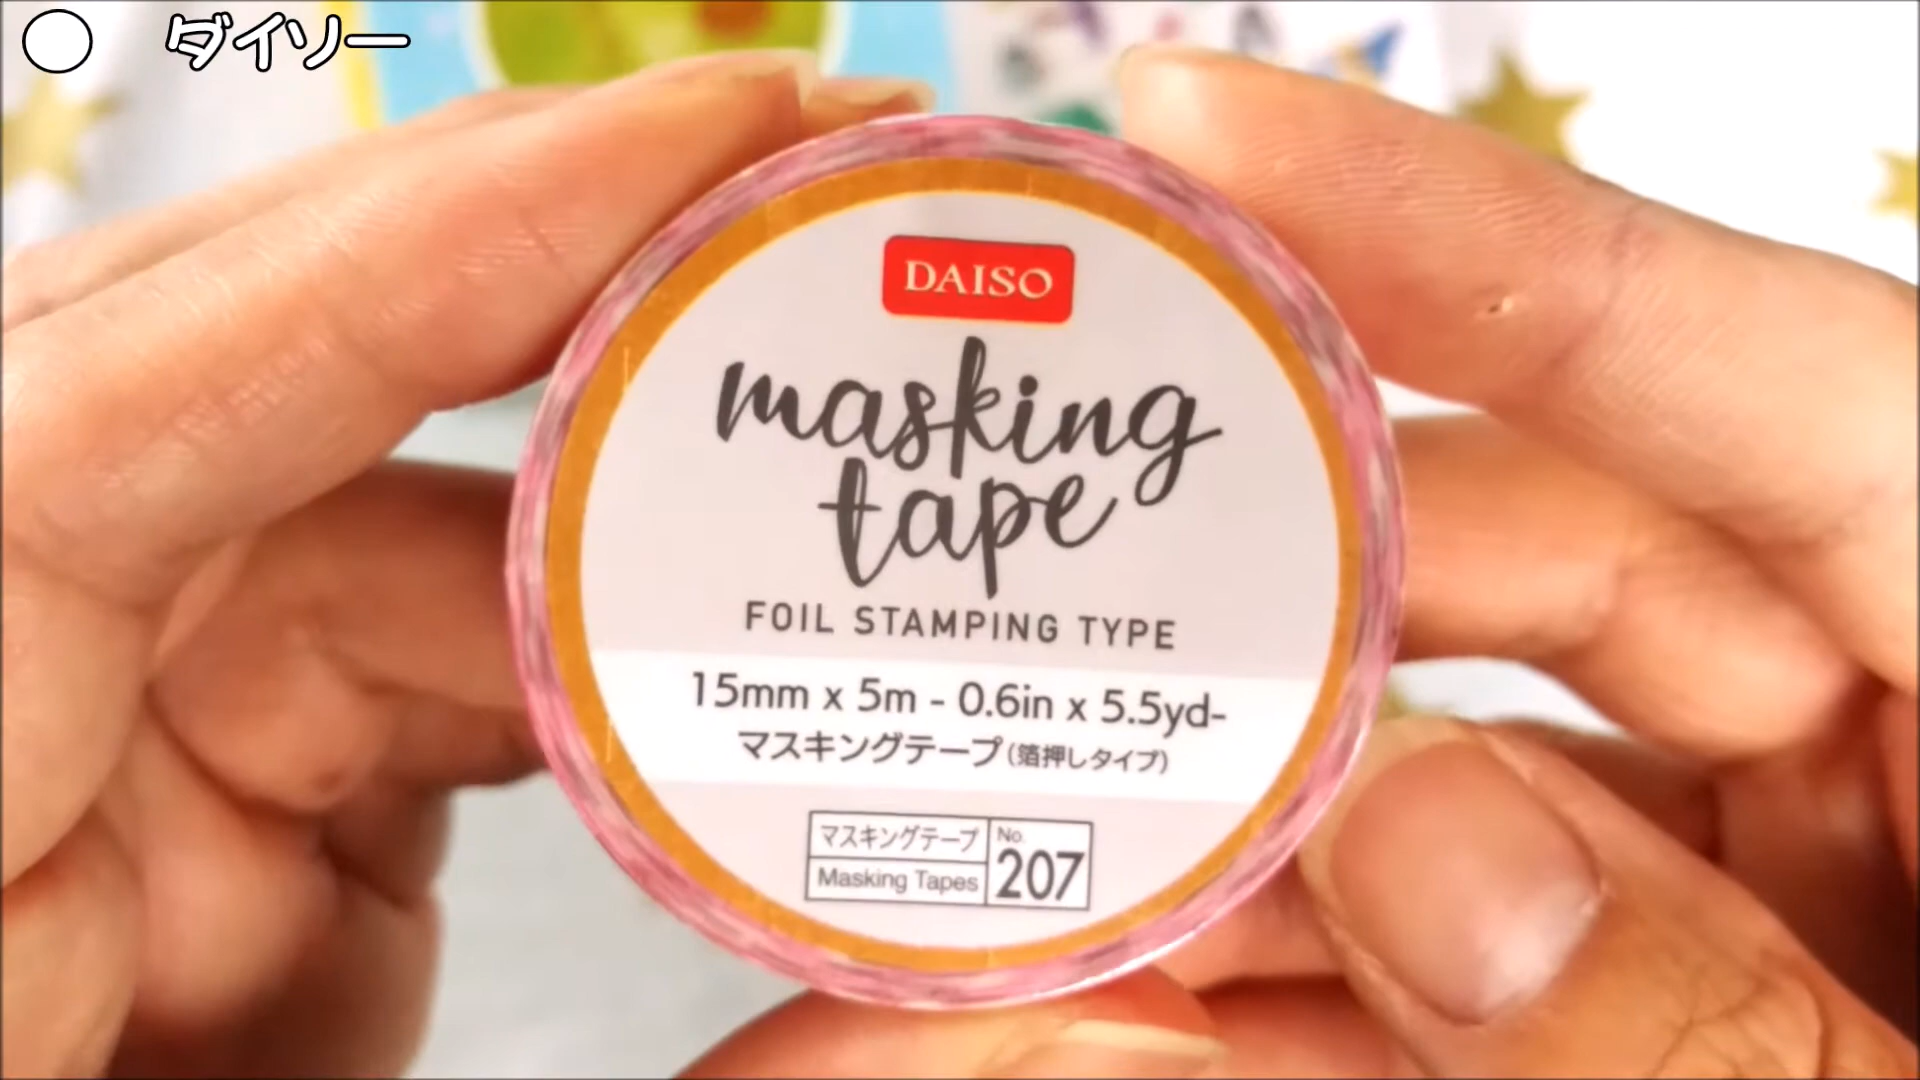 ダイソー
DAISO
masking
tape
FOIL STAMPING TYPE
15mm x 5m - 0.6in x 5.5yd-
マスキングテープ(箔押しタイプ)
マスキングテープ
Masking Tapes
No.
207